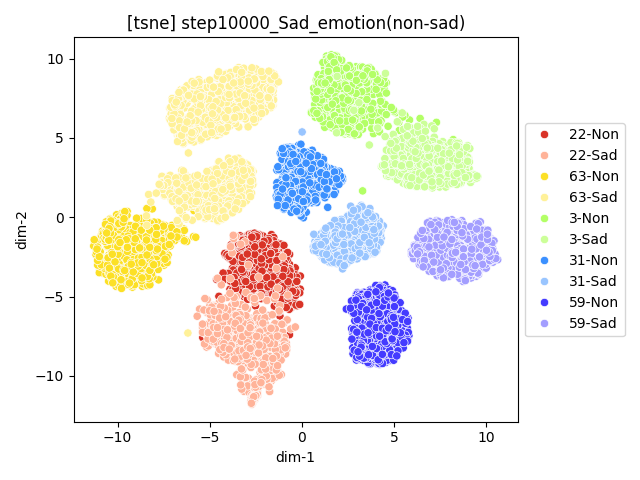 [tsne] step10000_Sad_emotion(non-sad)
10
5
0
−5
−10
dim-2
−10
−5
0
5
10
dim-1
22-Non
22-Sad
63-Non
63-Sad
3-Non
3-Sad
31-Non
31-Sad
59-Non
59-Sad